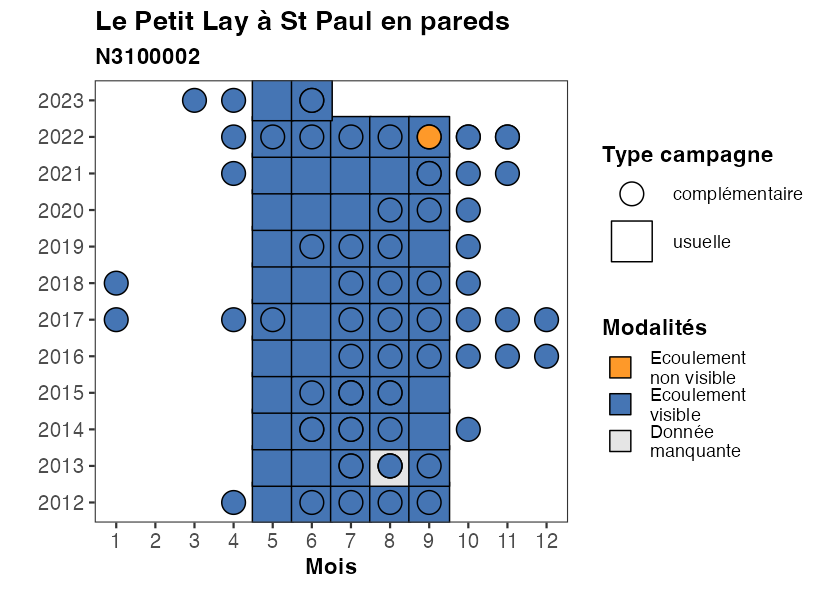 Le Petit Lay à St Paul en pareds
N3100002
2023
2022
2021
2020
2019
2018
2017
2016
2015
2014
2013
2012
1 2 3 4 5 6 7 8 9 10 11 12
Mois
Type campagne
complémentaire
usuelle
Modalités
Ecoulement
non visible
Ecoulement
visible
Donnée
manquante